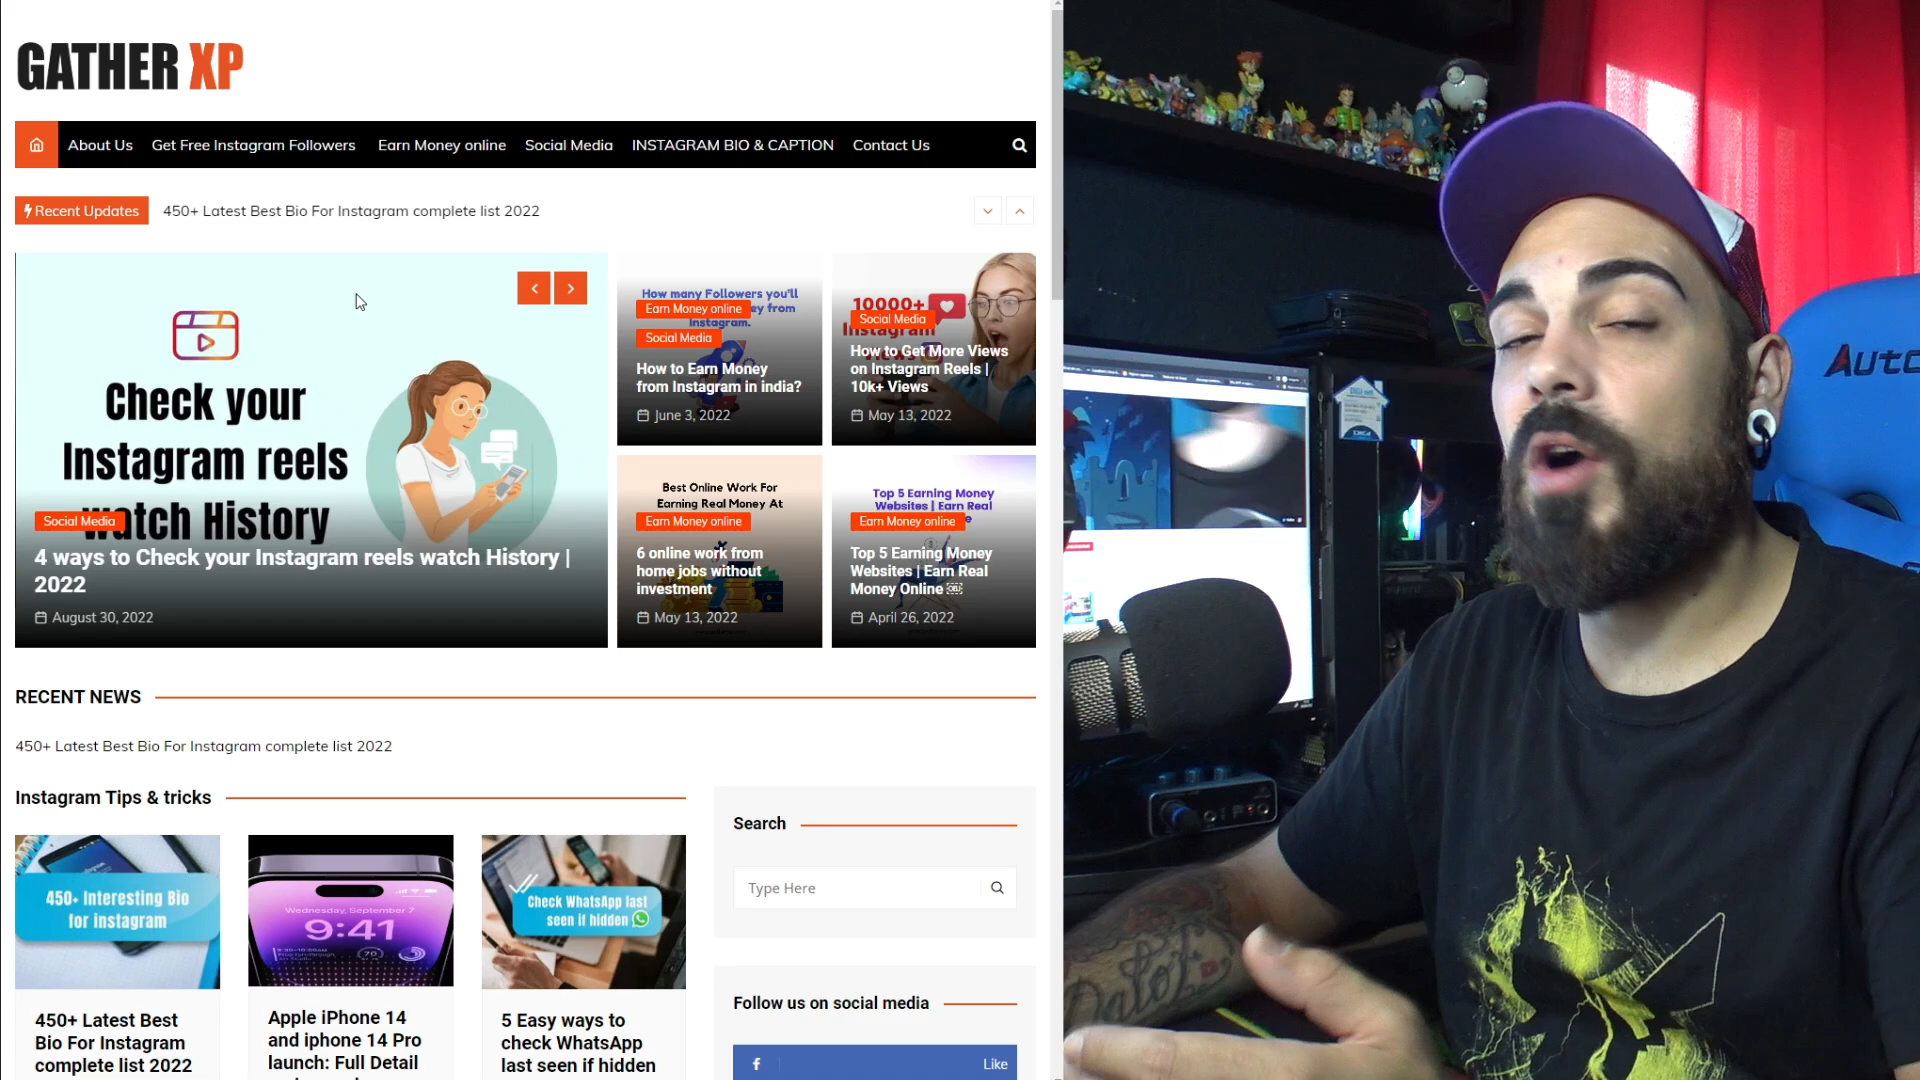 GATHER XP
About Us Get Free Instagram Followers Earn Money online Social Media INSTAGRAM BIO & CAPTION Contact Us
Recent Updates 450+ Latest Best Bio For Instagram complete list 2022
Check your
Instagram reels
watch History
Social Media
4 ways to Check your Instagram reels watch History |
2022
August 30, 2022
How many Followers you'll
Earn Money online ey from
Instagram.
Social Media
How to Earn Money
from Instagram in india?
June 3, 2022
10000+
Social Media
Instagram
How to Get More Views
on Instagram Reels |
10k+ Views
May 13, 2022
Best Online Work For
Earning Real Money At
Earn Money online
6 online work from
home jobs without
investment
May 13, 2022
Top 5 Earning Money
Websites | Earn Real
Earn Money online
Top 5 Earning Money
Websites | Earn Real
Money Online
April 26, 2022
RECENT NEWS
450+ Latest Best Bio For Instagram complete list 2022
Instagram Tips & tricks
450+ Interesting Bio
for instagram
450+ Latest Best
Bio For Instagram
complete list 2022
Wednesday, September 7
9:41
70
Apple iPhone 14
and iphone 14 Pro
launch: Full Detail
Check WhatsApp last
seen if hidden
5 Easy ways to
check WhatsApp
last seen if hidden
Search
Type Here
Follow us on social media
f Like